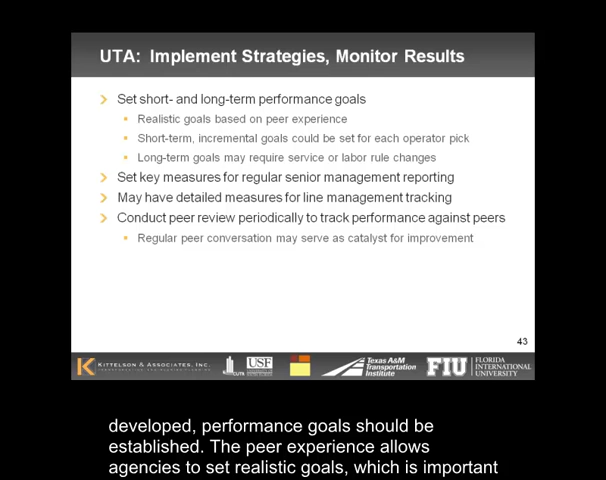 UTA: Implement Strategies, Monitor Results
Set short- and long-term performance goals
Realistic goals based on peer experience
Short-term, incremental goals could be set for each operator pick
Long-term goals may require service or labor rule changes
Set key measures for regular senior management reporting
May have detailed measures for line management tracking
Conduct peer review periodically to track performance against peers
Regular peer conversation may serve as catalyst for improvement
43
KITTELSON & ASSOCIATES, INC.
CUTR
USF
Texas A&M
Transportation
Institute
FIU
FLORIDA
INTERNATIONAL
UNIVERSITY
developed, performance goals should be
established. The peer experience allows
agencies to set realistic goals, which is important